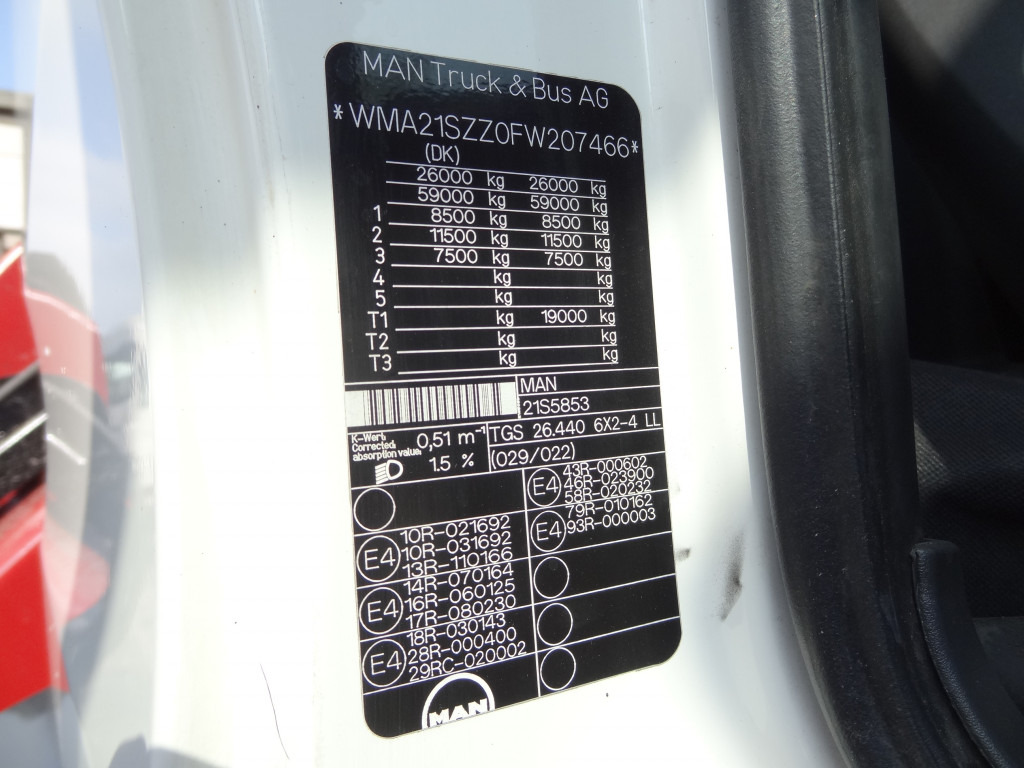 MAN Truck & Bus AG
*WMA21SZZ0FW207466*
(DK)
26000 kg 26000 kg
59000 kg 59000 kg
1 8500 kg 8500 kg
2 11500 kg 11500 kg
3 7500 kg 7500 kg
4 kg kg
5 kg kg
T1 kg 19000 kg
T2 kg kg
T3 kg kg
MAN
21S5853
K-Wert
Corrected
absorption value
0,51 m⁻¹
1.5 %
TGS 26.440 6X2-4 LL
(029/022)
E4
43R-000602
46R-023900
58R-020232
E4
79R-010162
93R-000003
E4
10R-021692
10R-031692
13R-110166
E4
14R-070164
16R-060125
17R-080230
E4
18R-030143
28R-000400
29RC-020002
MAN